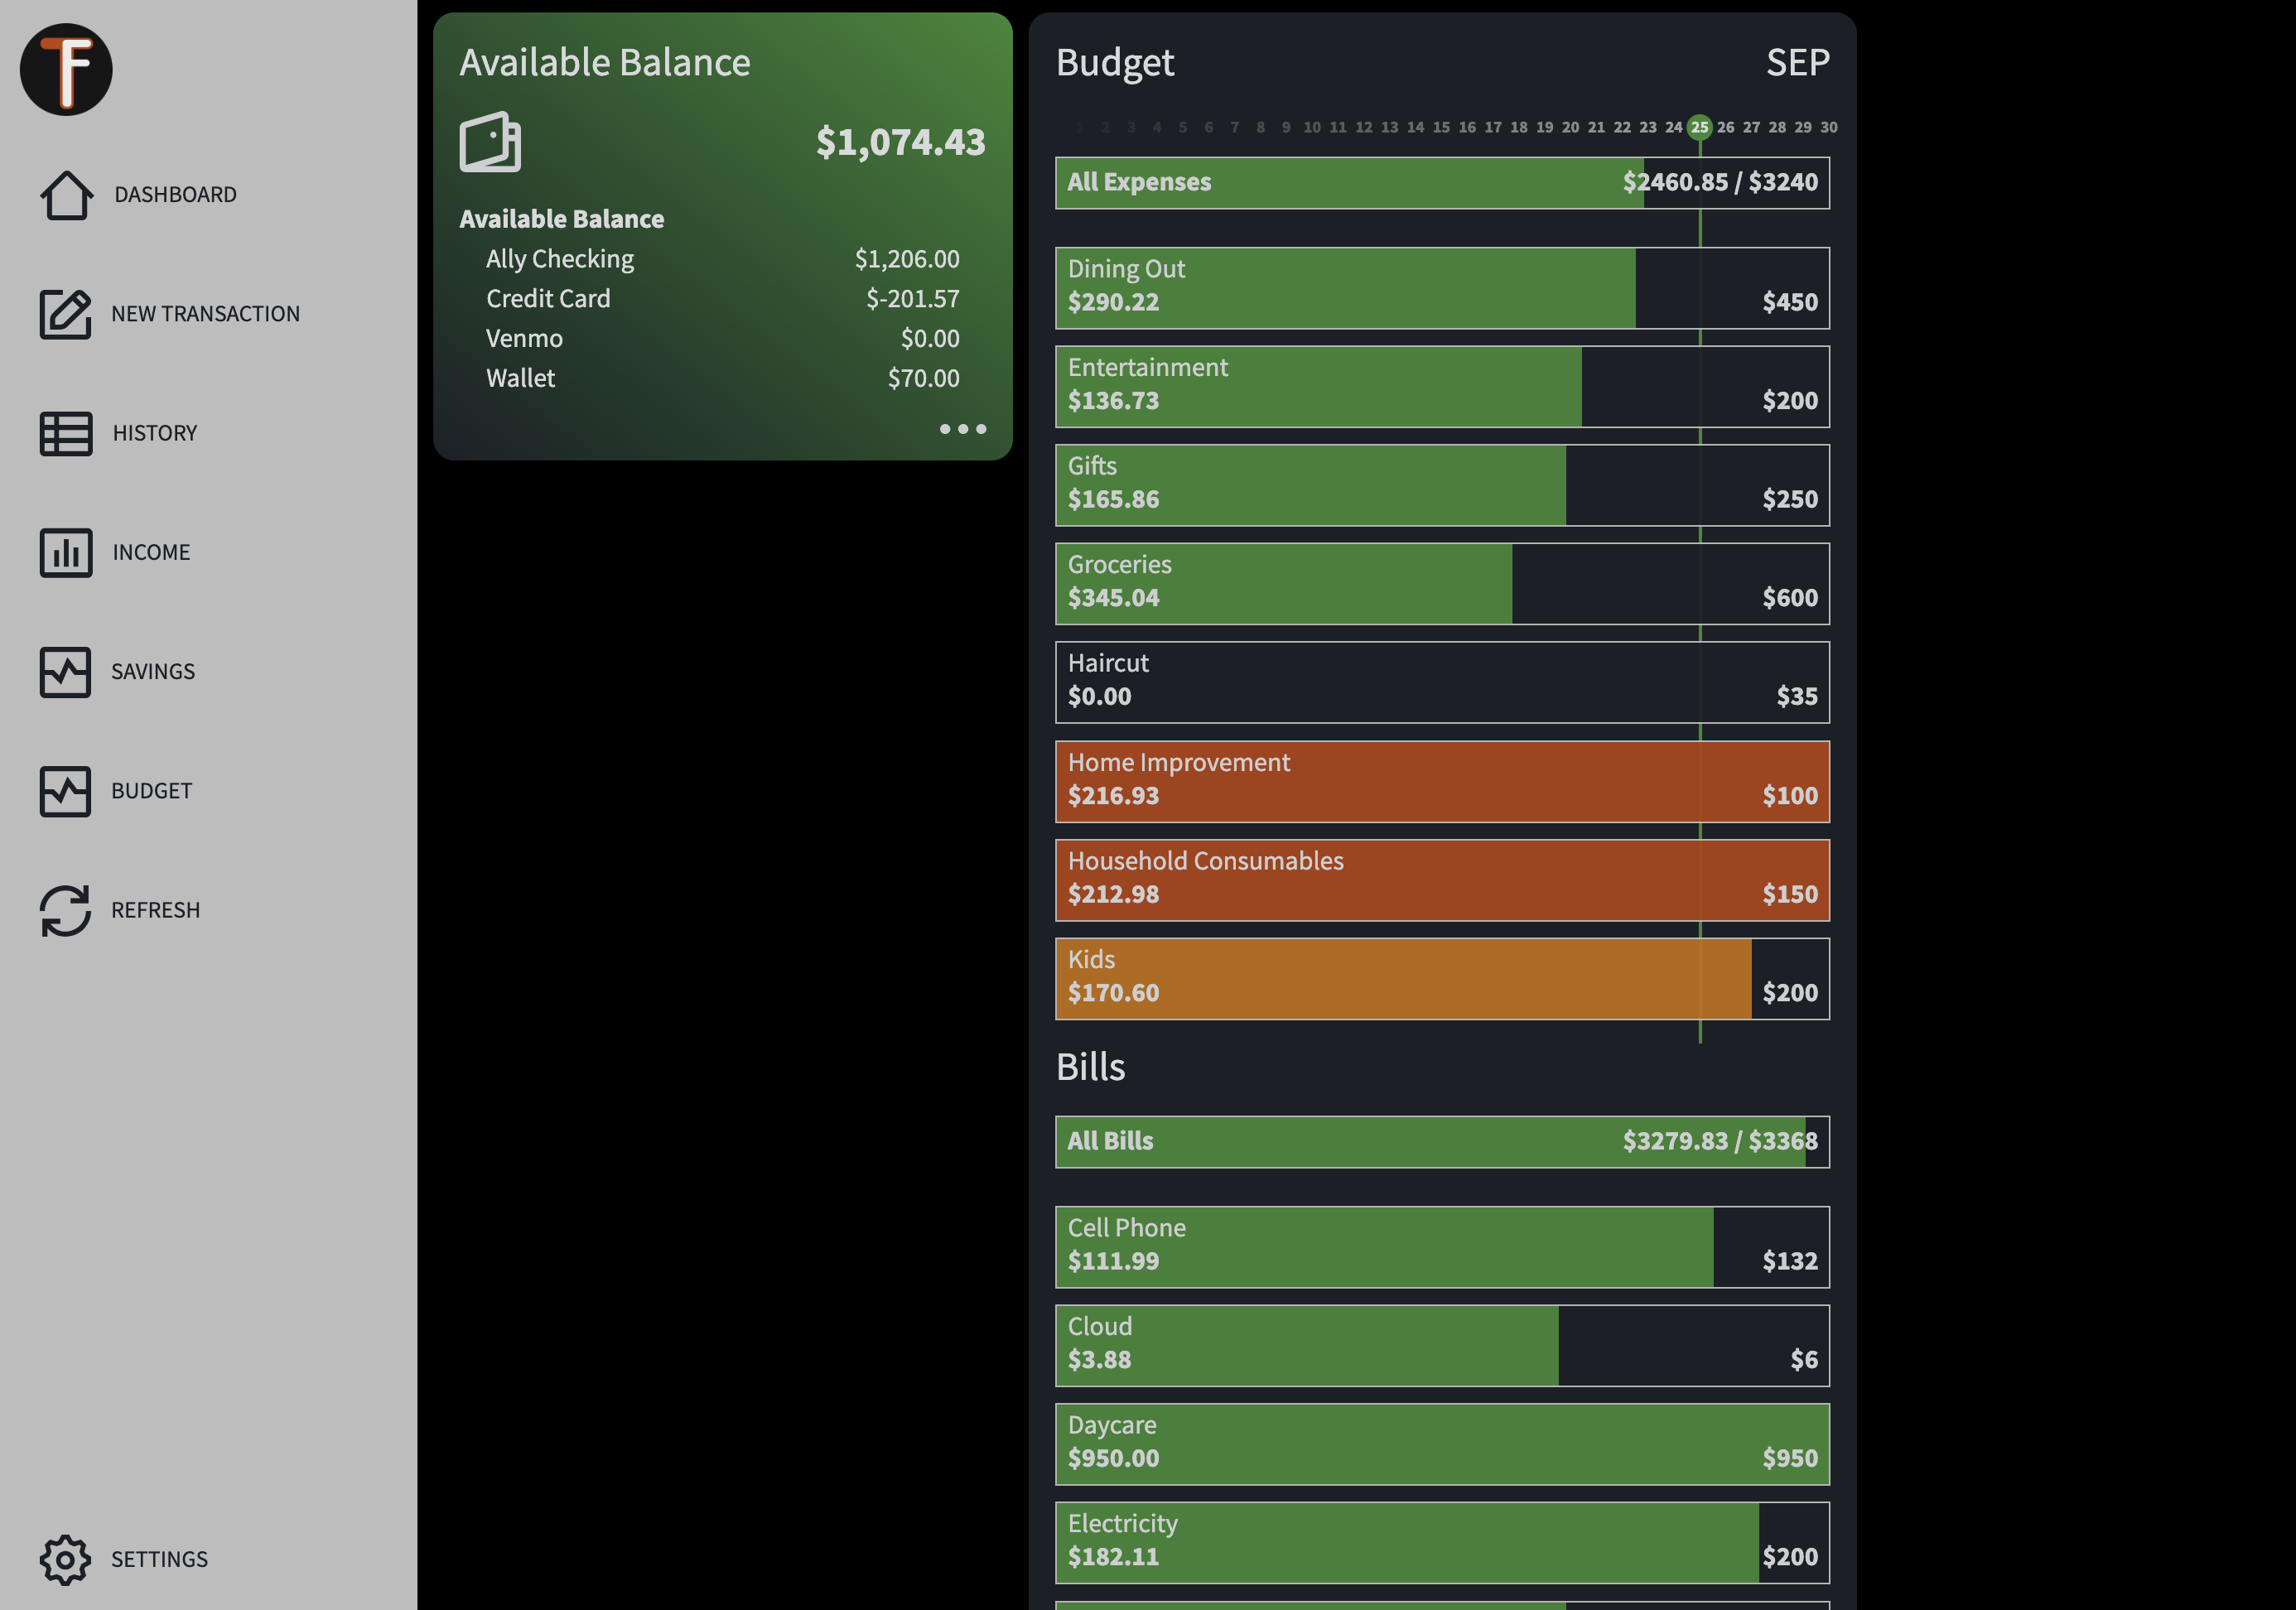 TF
DASHBOARD
NEW TRANSACTION
HISTORY
INCOME
SAVINGS
BUDGET
REFRESH
SETTINGS
Available Balance
$1,074.43
Available Balance
Ally Checking $1,206.00
Credit Card $-201.57
Venmo $0.00
Wallet $70.00
Budget SEP
1 2 3 4 5 6 7 8 9 10 11 12 13 14 15 16 17 18 19 20 21 22 23 24 25 26 27 28 29 30
All Expenses $2460.85 / $3240
Dining Out
$290.22 $450
Entertainment
$136.73 $200
Gifts
$165.86 $250
Groceries
$345.04 $600
Haircut
$0.00 $35
Home Improvement
$216.93 $100
Household Consumables
$212.98 $150
Kids
$170.60 $200
Bills
All Bills $3279.83 / $3368
Cell Phone
$111.99 $132
Cloud
$3.88 $6
Daycare
$950.00 $950
Electricity
$182.11 $200